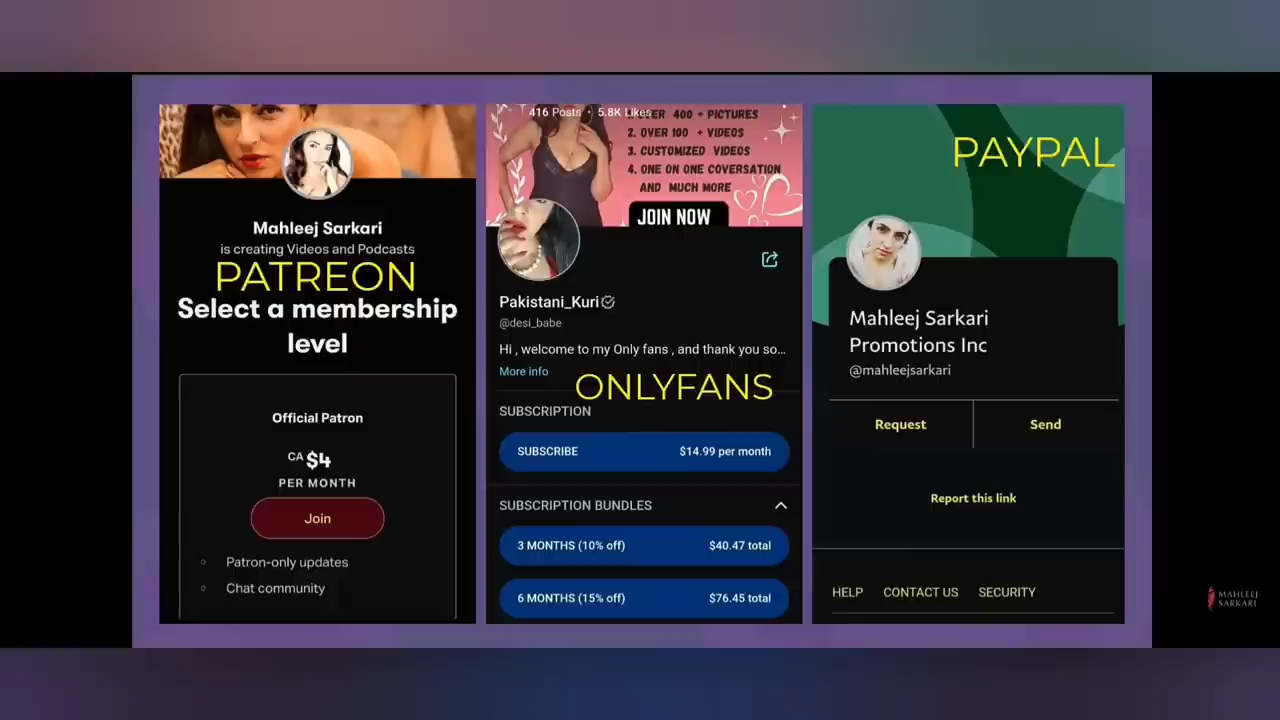 Mahleej Sarkari
is creating Videos and Podcasts
PATREON
Select a membership
level
Official Patron
CA $4
PER MONTH
Join
Patron-only updates
Chat community
416 Posts • 5.8K Likes
400 + PICTURES
2. OVER 100 + VIDEOS
3. CUSTOMIZED VIDEOS
4. ONE ON ONE COVERSATION
AND MUCH MORE
JOIN NOW
Pakistani_Kuri
@desi_babe
Hi , welcome to my Only fans , and thank you so...
More info
ONLYFANS
SUBSCRIPTION
SUBSCRIBE $14.99 per month
SUBSCRIPTION BUNDLES
3 MONTHS (10% off) $40.47 total
6 MONTHS (15% off) $76.45 total
PAYPAL
Mahleej Sarkari
Promotions Inc
@mahleejsarkari
Request Send
Report this link
HELP CONTACT US SECURITY
MAHLEEJ
SARKARI